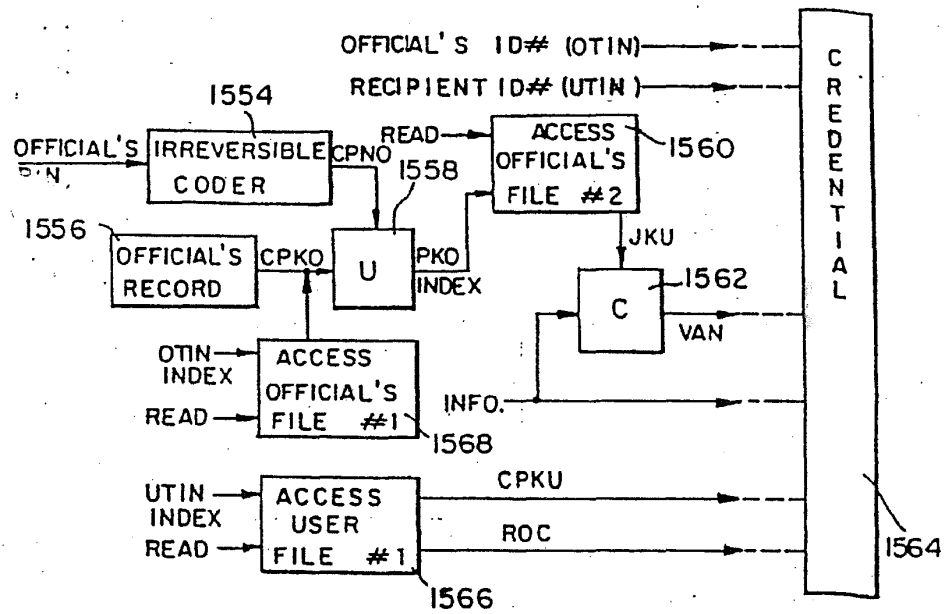 OFFICIAL'S ID# (OTIN)
RECIPIENT ID# (UTIN)
CREDENTIAL
1554
READ
ACCESS
OFFICIAL'S
FILE #2
1560
OFFICIAL'S
PIN
IRREVERSIBLE
CODER
CPNO
1558
1556
OFFICIAL'S
RECORD
CPKO
U
PKO
INDEX
JKU
C
1562
VAN
OTIN
INDEX
READ
ACCESS
OFFICIAL'S
FILE #1
1568
INFO.
UTIN
INDEX
READ
ACCESS
USER
FILE #1
1566
CPKU
ROC
1564